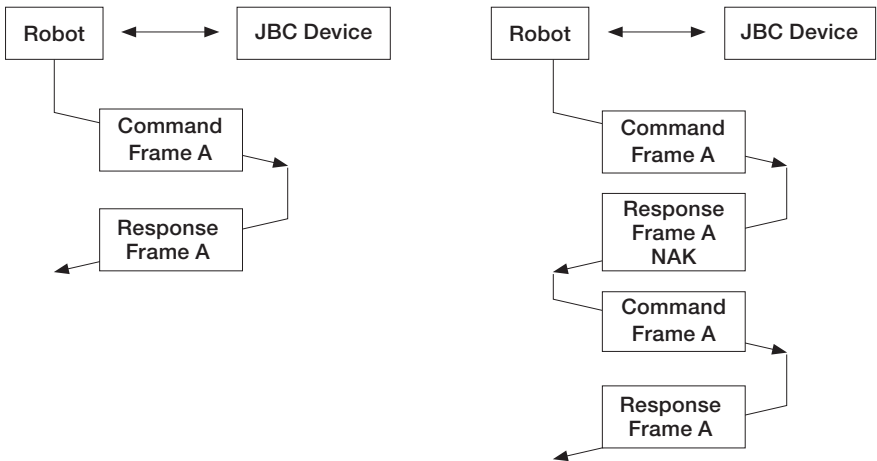 Robot
JBC Device
Command
Frame A
Response
Frame A
Robot
JBC Device
Command
Frame A
Response
Frame A
NAK
Command
Frame A
Response
Frame A